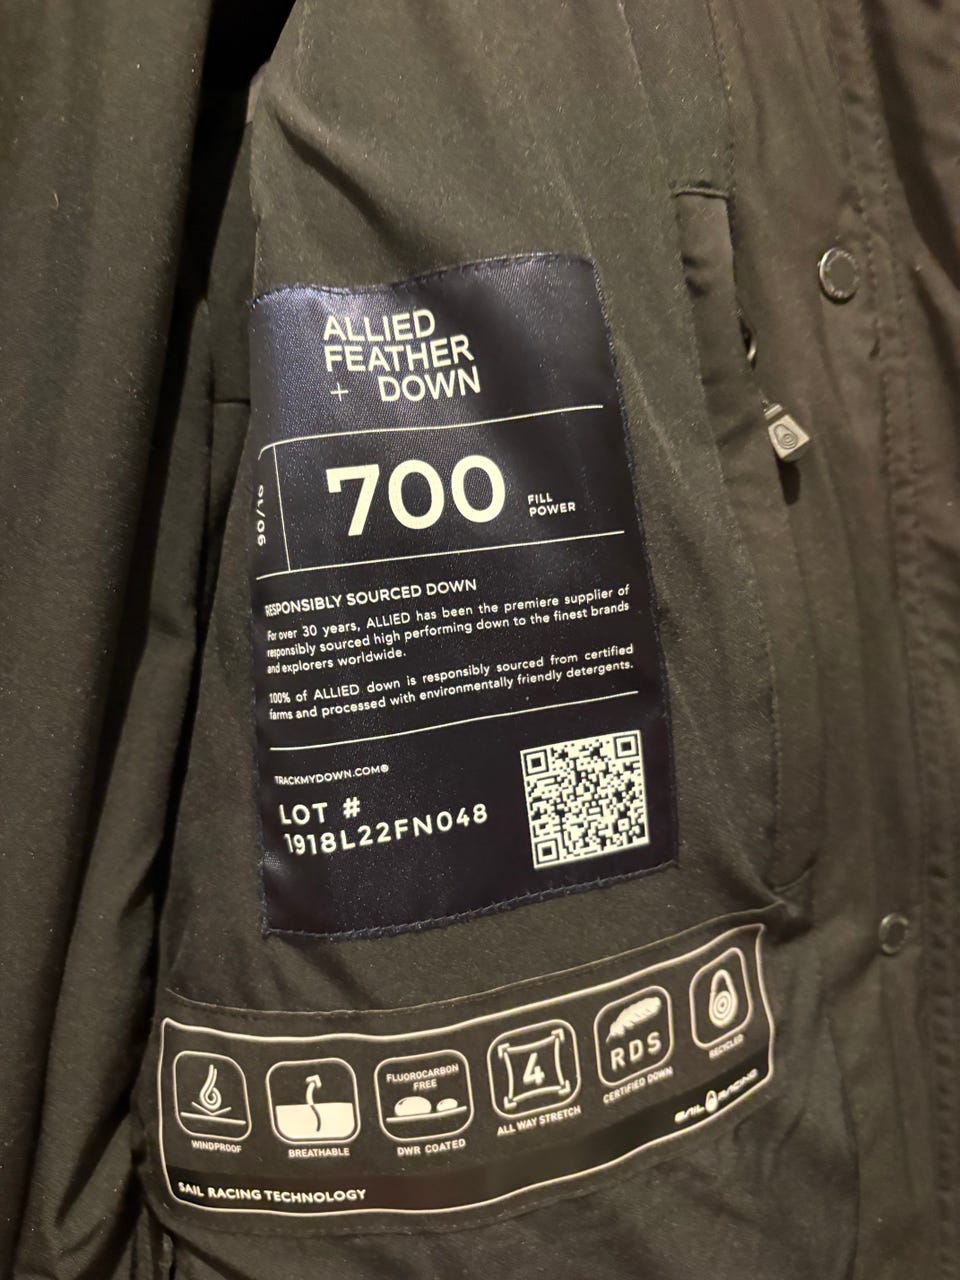 ALLIED
FEATHER
+ DOWN
90/10
700
FILL
POWER
RESPONSIBLY SOURCED DOWN
For over 30 years, ALLIED has been the premiere supplier of
responsibly sourced high performing down to the finest brands
and explorers worldwide.
100% of ALLIED down is responsibly sourced from certified
farms and processed with environmentally friendly detergents.
TRACKMYDOWN.COM®
LOT #
1918L22FN048
WINDPROOF
BREATHABLE
FLUOROCARBON
FREE
DWR COATED
4
ALL WAY STRETCH
RDS
CERTIFIED DOWN
RECYCLED
SAIL RACING
SAIL RACING TECHNOLOGY